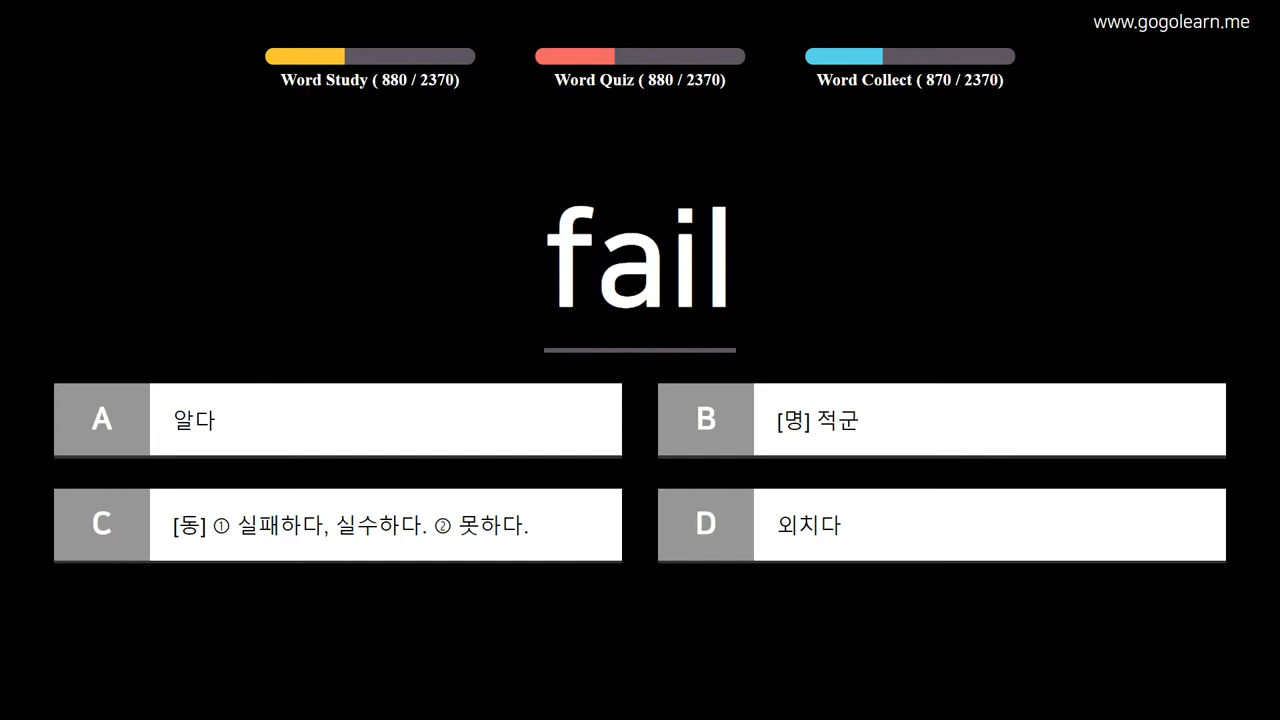 www.gogolearn.me
Word Study ( 880 / 2370)
Word Quiz ( 880 / 2370)
Word Collect ( 870 / 2370)
fail
A 알다
B [명] 적군
C [동] ① 실패하다, 실수하다. ② 못하다.
D 외치다